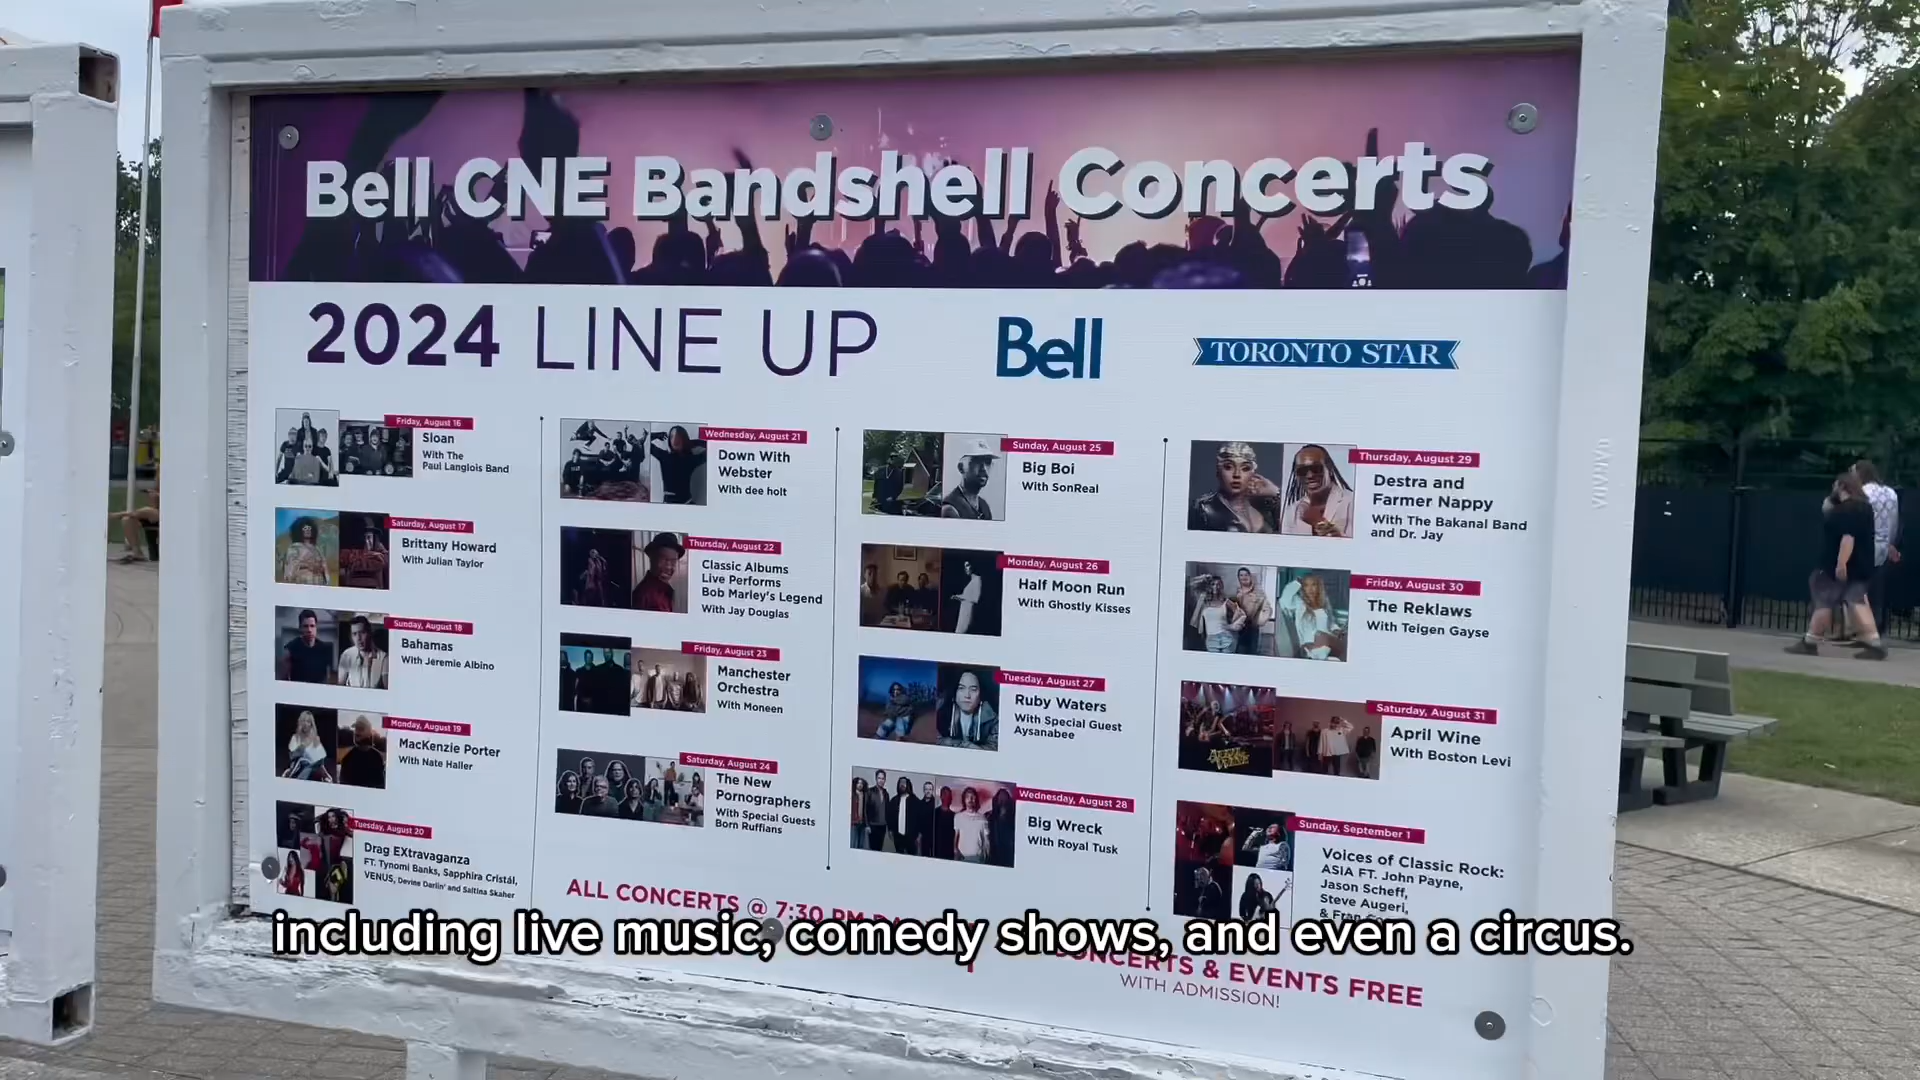 Bell CNE Bandshell Concerts
2024 LINE UP
Bell
TORONTO STAR
Friday, August 16
Sloan
With The
Paul Langlois Band
Saturday, August 17
Brittany Howard
With Julian Taylor
Sunday, August 18
Bahamas
With Jeremie Albino
Monday, August 19
MacKenzie Porter
With Nate Haller
Tuesday, August 20
Drag EXtravaganza
FT. Tynomi Banks, Sapphira Cristál,
VENUS, Devine Darlin' and Saltina Skaher
Wednesday, August 21
Down With
Webster
With dee holt
Thursday, August 22
Classic Albums
Live Performs
Bob Marley's Legend
With Jay Douglas
Friday, August 23
Manchester
Orchestra
With Moneen
Saturday, August 24
The New
Pornographers
With Special Guests
Born Ruffians
Sunday, August 25
Big Boi
With SonReal
Monday, August 26
Half Moon Run
With Ghostly Kisses
Tuesday, August 27
Ruby Waters
With Special Guest
Aysanabee
Wednesday, August 28
Big Wreck
With Royal Tusk
Thursday, August 29
Destra and
Farmer Nappy
With The Bakanal Band
and Dr. Jay
Friday, August 30
The Reklaws
With Teigen Gayse
Saturday, August 31
April Wine
With Boston Levi
Sunday, September 1
Voices of Classic Rock:
ASIA FT. John Payne,
Jason Scheff,
Steve Augeri,
&
ALL CONCERTS @ 7:30 PM
including live music, comedy shows, and even a circus.
CONCERTS & EVENTS FREE
WITH ADMISSION!